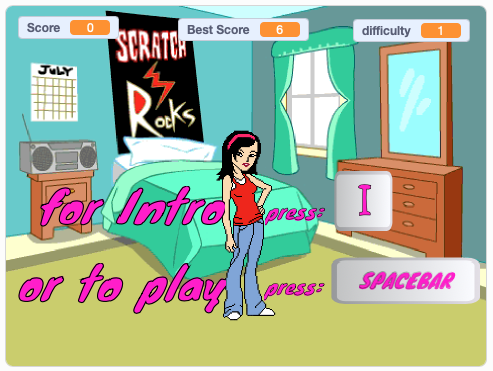 Score 0
Best Score 6
difficulty 1
SCRATCH
Rocks
JULY
for Intro press: I
or to play press: SPACEBAR